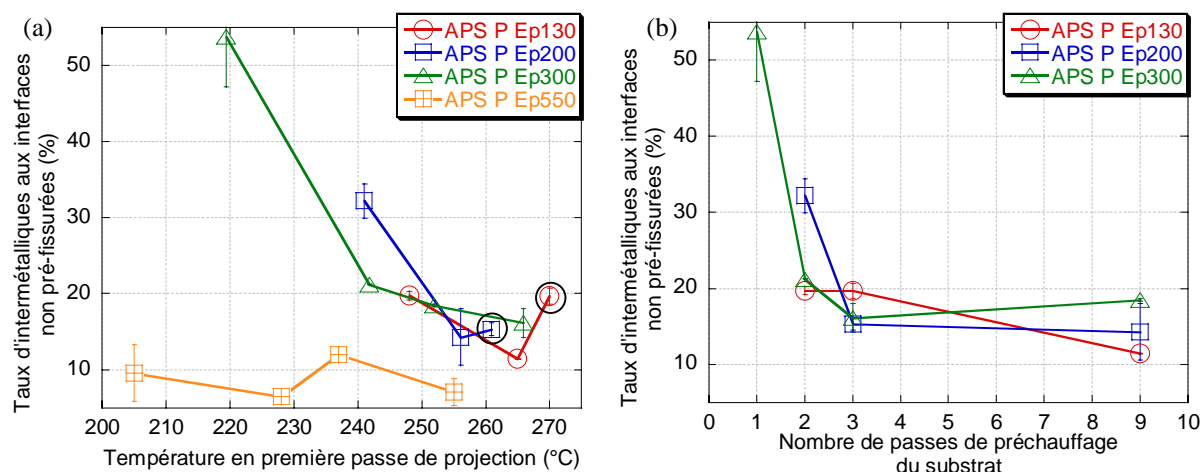 (a)
Taux d'intermétalliques aux interfaces
non pré-fissurées (%)
50
40
30
20
10
200 210 220 230 240 250 260 270
Température en première passe de projection (°C)
APS P Ep130
APS P Ep200
APS P Ep300
APS P Ep550
(b)
Taux d'intermétalliques aux interfaces
non pré-fissurées (%)
50
40
30
20
10
0 1 2 3 4 5 6 7 8 9 10
Nombre de passes de préchauffage
du substrat
APS P Ep130
APS P Ep200
APS P Ep300